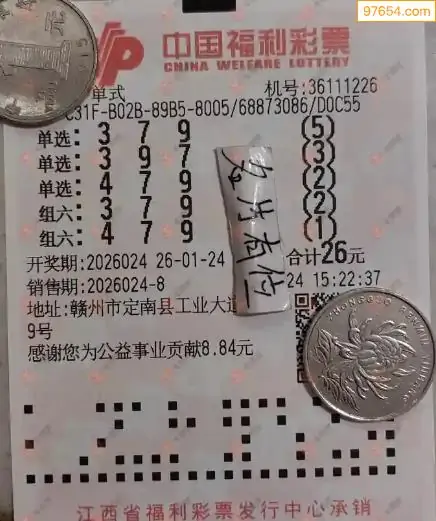 97654.com
中国福利彩票
CHINA WELFARE LOTTERY
单式 机号:36111226
C31F-B02B-89B5-8005/68873086/D0C55
单选: 3 7 9 (5)
单选: 3 9 7 (3)
单选: 4 7 9 (2)
组六: 3 7 9 (2)
组六: 4 7 9 (1)
开奖期:2026024 26-01-24 合计26元
销售期:2026024-8 24 15:22:37
地址:赣州市定南县工业大道
9号
感谢您为公益事业贡献8.84元
江西省福利彩票发行中心承销
元